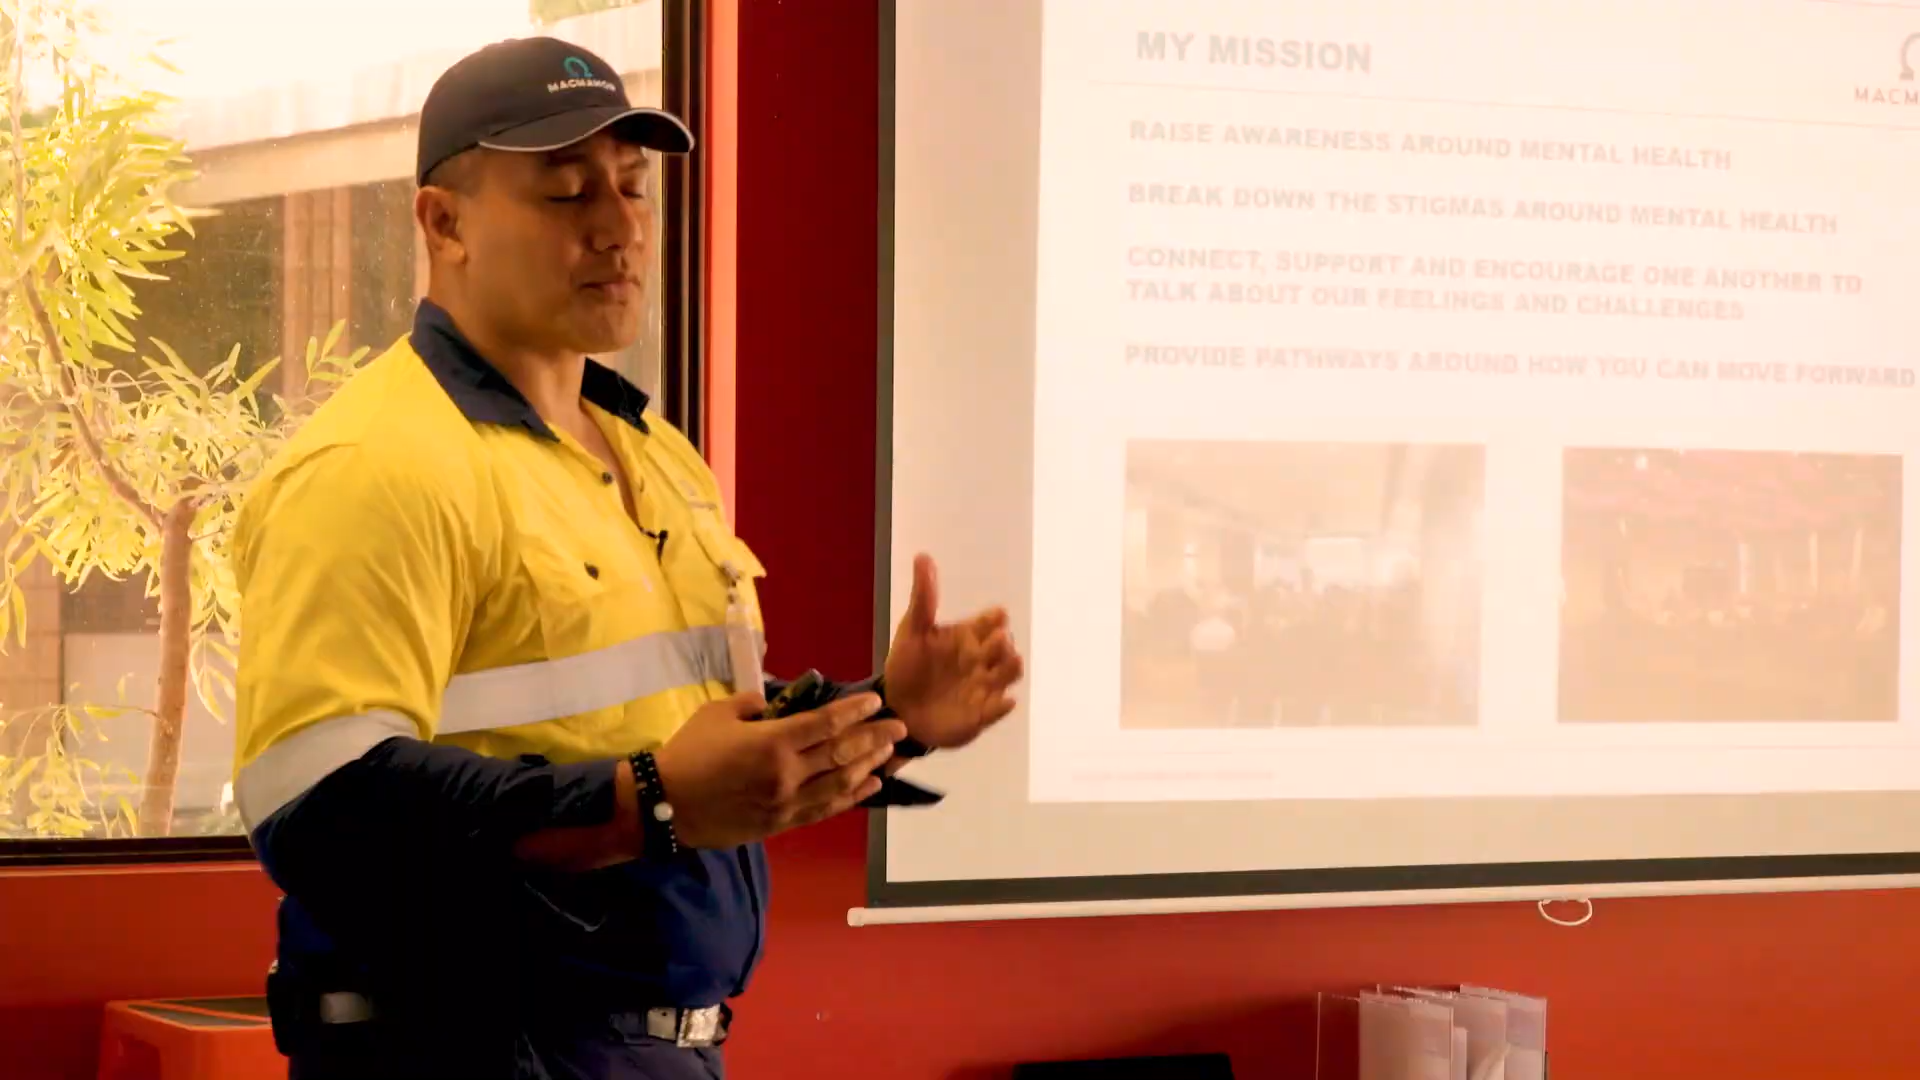 MACMAHON
MY MISSION
MACM
RAISE AWARENESS AROUND MENTAL HEALTH
BREAK DOWN THE STIGMAS AROUND MENTAL HEALTH
CONNECT, SUPPORT AND ENCOURAGE ONE ANOTHER TO
TALK ABOUT OUR FEELINGS AND CHALLENGES
PROVIDE PATHWAYS AROUND HOW YOU CAN MOVE FORWARD